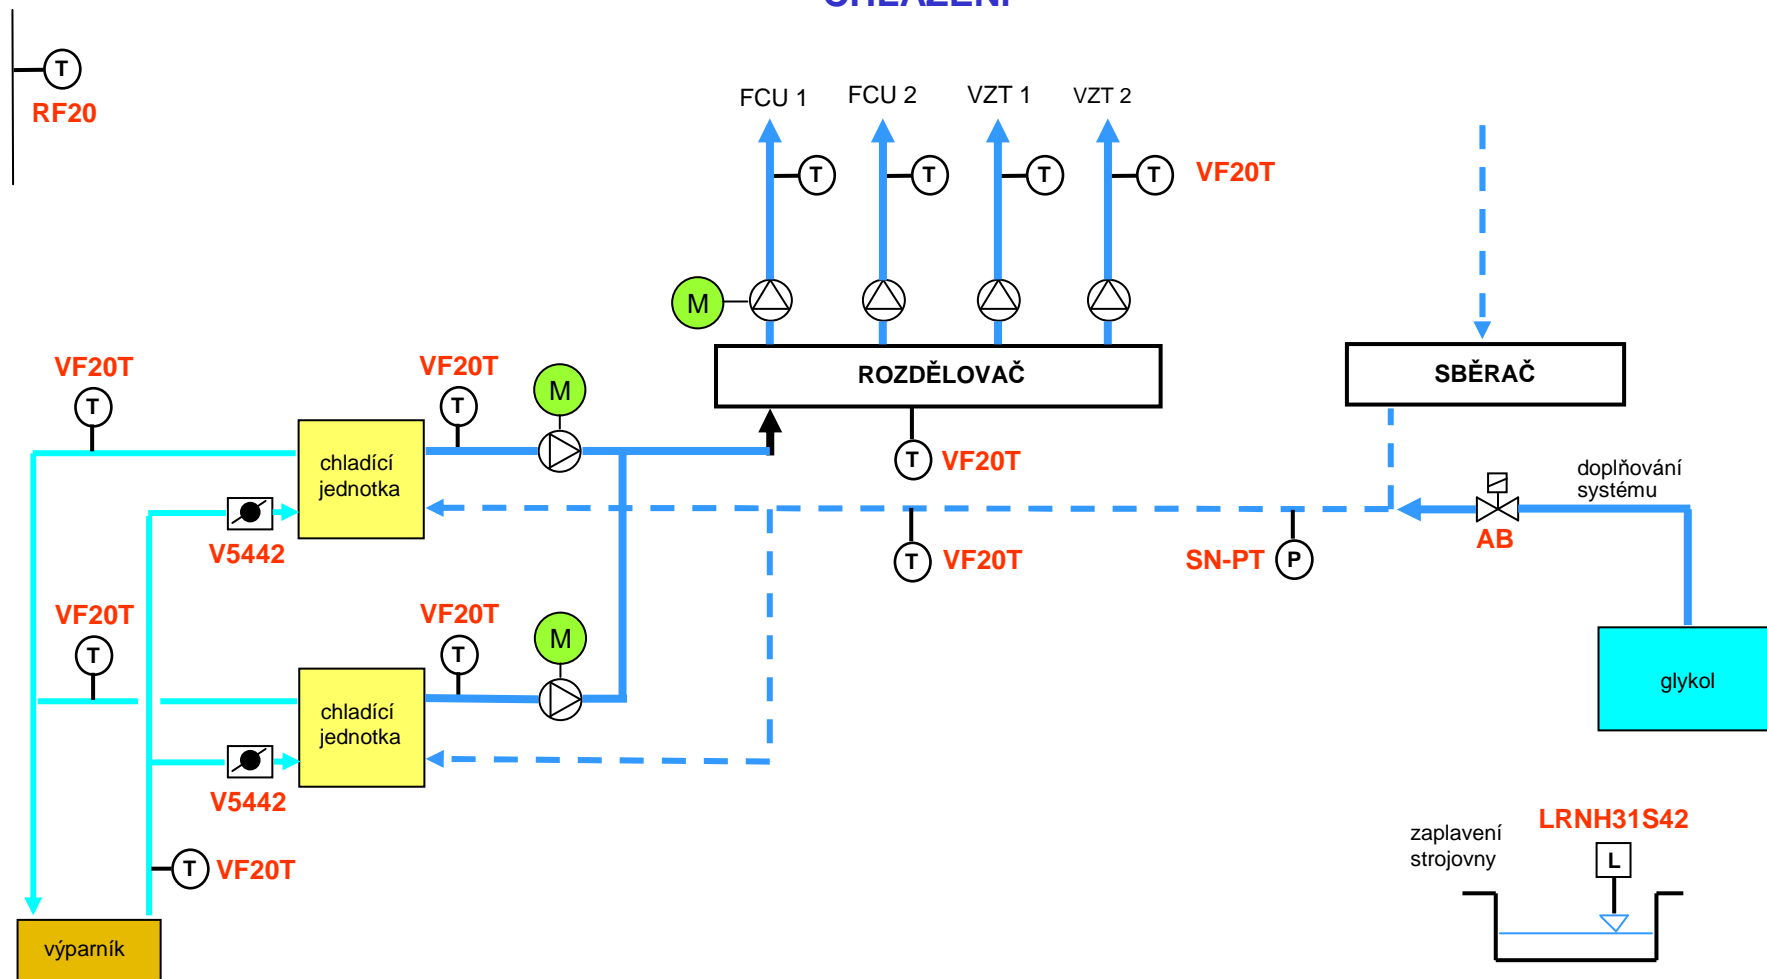 CHLAZENÍ
T
RF20
FCU 1
FCU 2
VZT 1
VZT 2
T
T
T
T
VF20T
M
ROZDĚLOVAČ
SBĚRAČ
VF20T
T
VF20T
T
M
chladící
jednotka
T
VF20T
doplňování
systému
V5442
T
VF20T
SN-PT
P
AB
VF20T
T
VF20T
T
M
chladící
jednotka
glykol
V5442
T
VF20T
zaplavení
strojovny
LRNH31S42
L
výparník